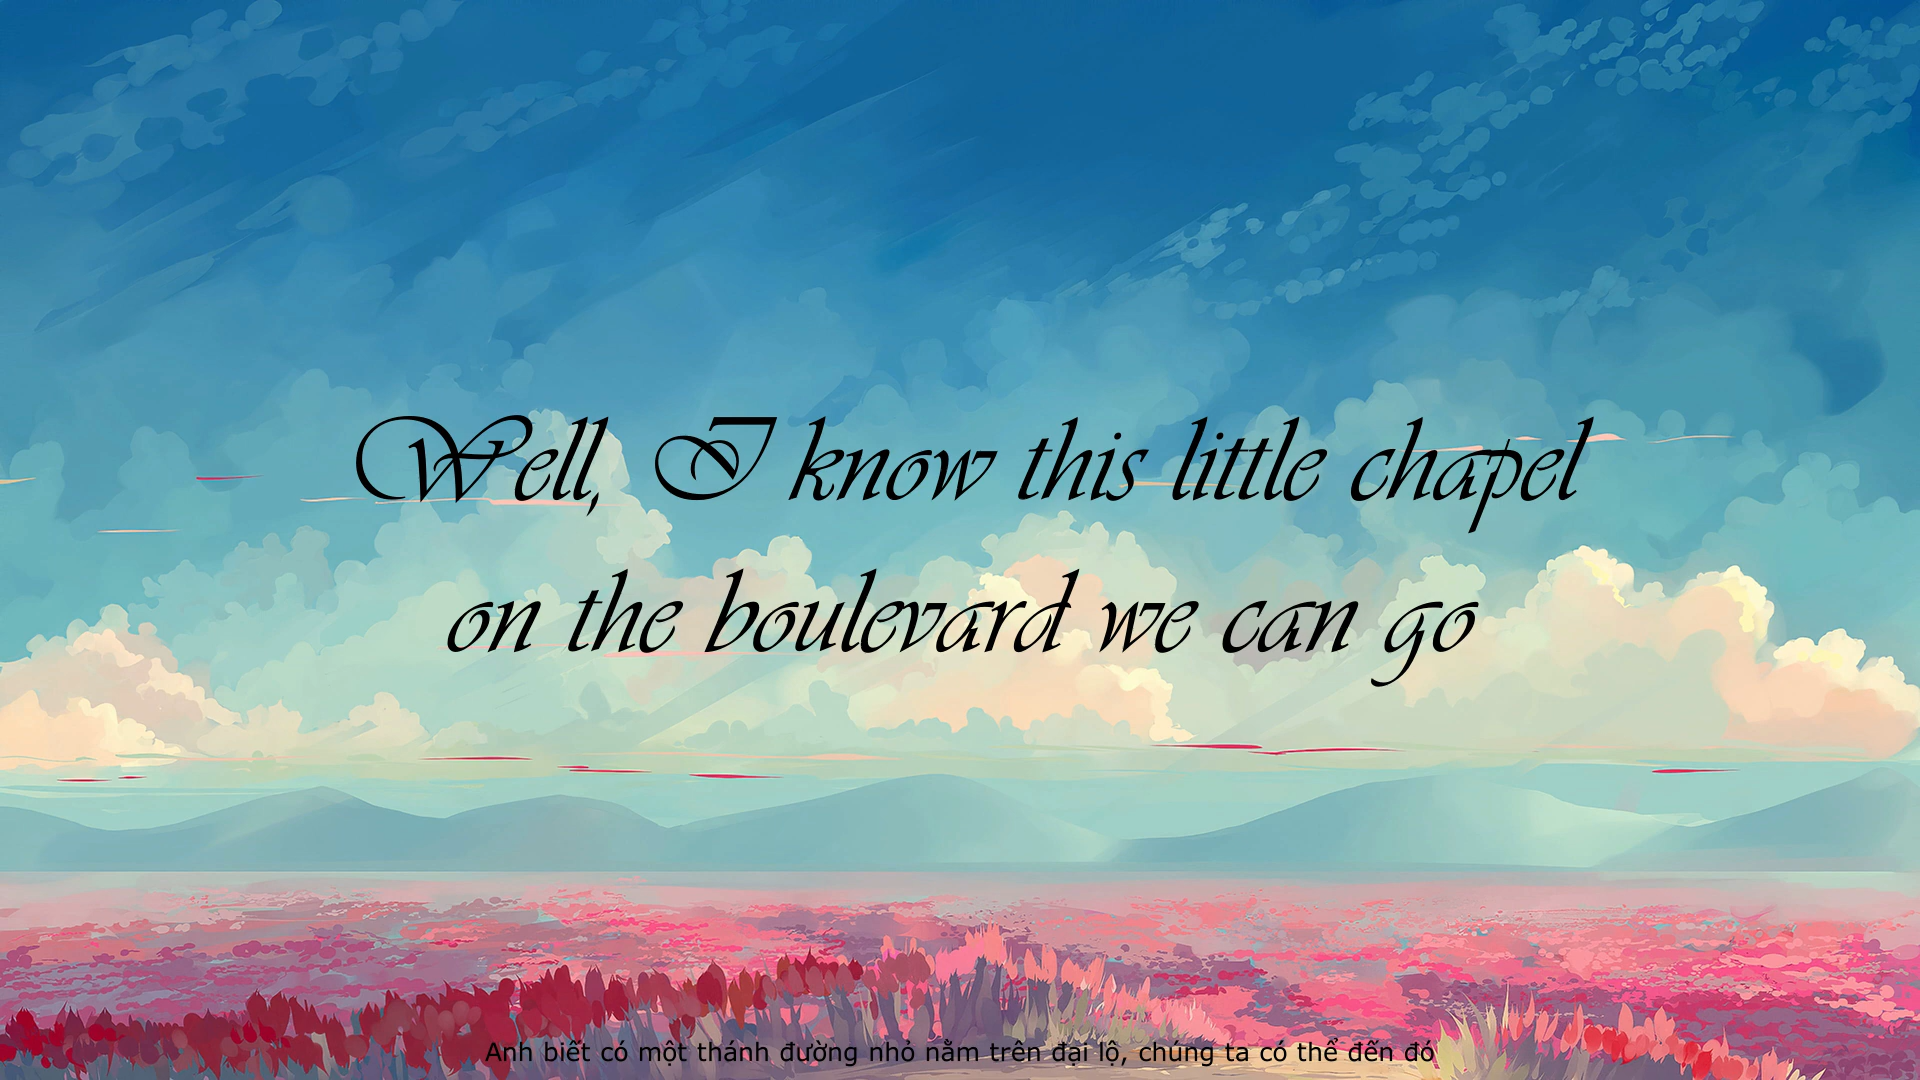 Well, I know this little chapel
on the boulevard we can go
Anh biết có một thánh đường nhỏ nằm trên đại lộ, chúng ta có thể đến đó